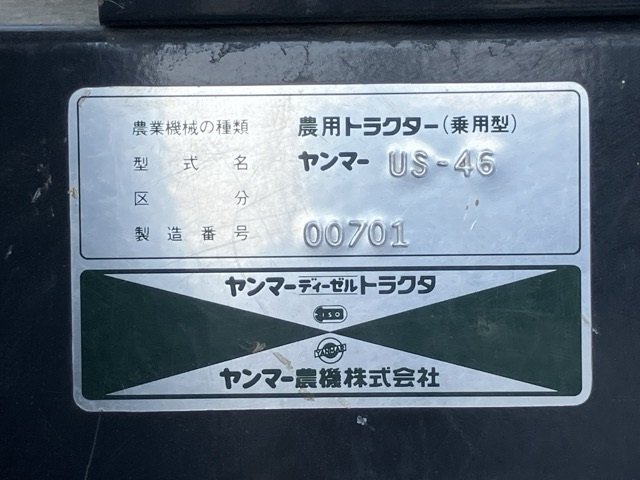 農業機械の種類 農用トラクター(乗用型)
型式名 ヤンマー US-46
区分
製造番号 00701
ヤンマーディーゼルトラクタ
ISO
YANMAR
ヤンマー農機株式会社